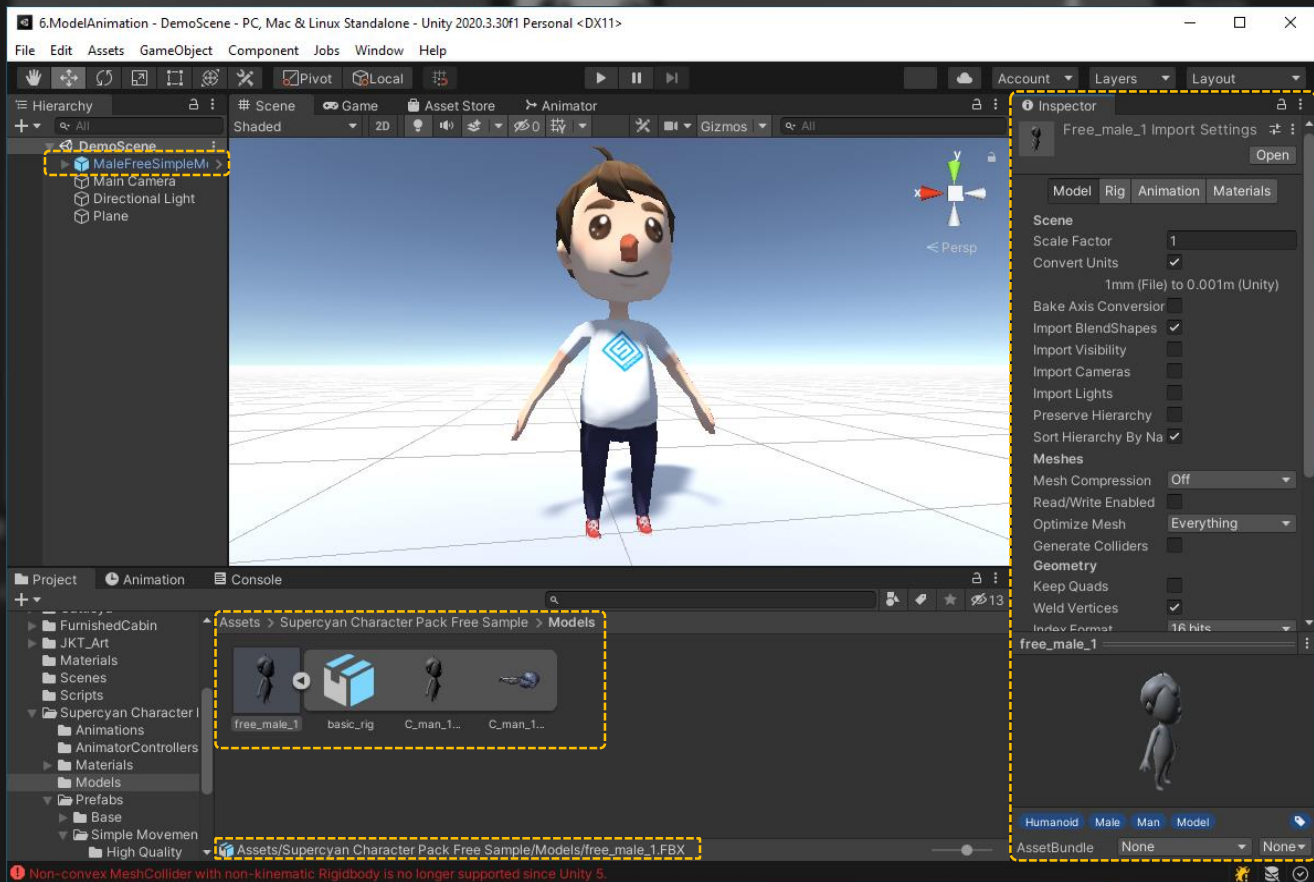 6.ModelAnimation - DemoScene - PC, Mac & Linux Standalone - Unity 2020.3.30f1 Personal <DX11>
File Edit Assets GameObject Component Jobs Window Help
Pivot Local Account Layers Layout
Hierarchy
All
DemoScene
MaleFreeSimpleM
Main Camera
Directional Light
Plane
Scene Game Asset Store Animator
Shaded 2D 0 Gizmos All
y
x
Persp
Inspector
Free_male_1 Import Settings
Open
Model Rig Animation Materials
Scene
Scale Factor 1
Convert Units
1mm (File) to 0.001m (Unity)
Bake Axis Conversior
Import BlendShapes
Import Visibility
Import Cameras
Import Lights
Preserve Hierarchy
Sort Hierarchy By Na
Meshes
Mesh Compression Off
Read/Write Enabled
Optimize Mesh Everything
Generate Colliders
Geometry
Keep Quads
Weld Vertices
Index Format 16 bits
free_male_1
Humanoid Male Man Model
AssetBundle None None
Project Animation Console
13
FurnishedCabin
JKT_Art
Materials
Scenes
Scripts
Supercyan Character
Animations
AnimatorControllers
Materials
Models
Prefabs
Base
Simple Movemen
High Quality
Assets > Supercyan Character Pack Free Sample > Models
free_male_1 basic_rig C_man_1... C_man_1...
Assets/Supercyan Character Pack Free Sample/Models/free_male_1.FBX
Non-convex MeshCollider with non-kinematic Rigidbody is no longer supported since Unity 5.